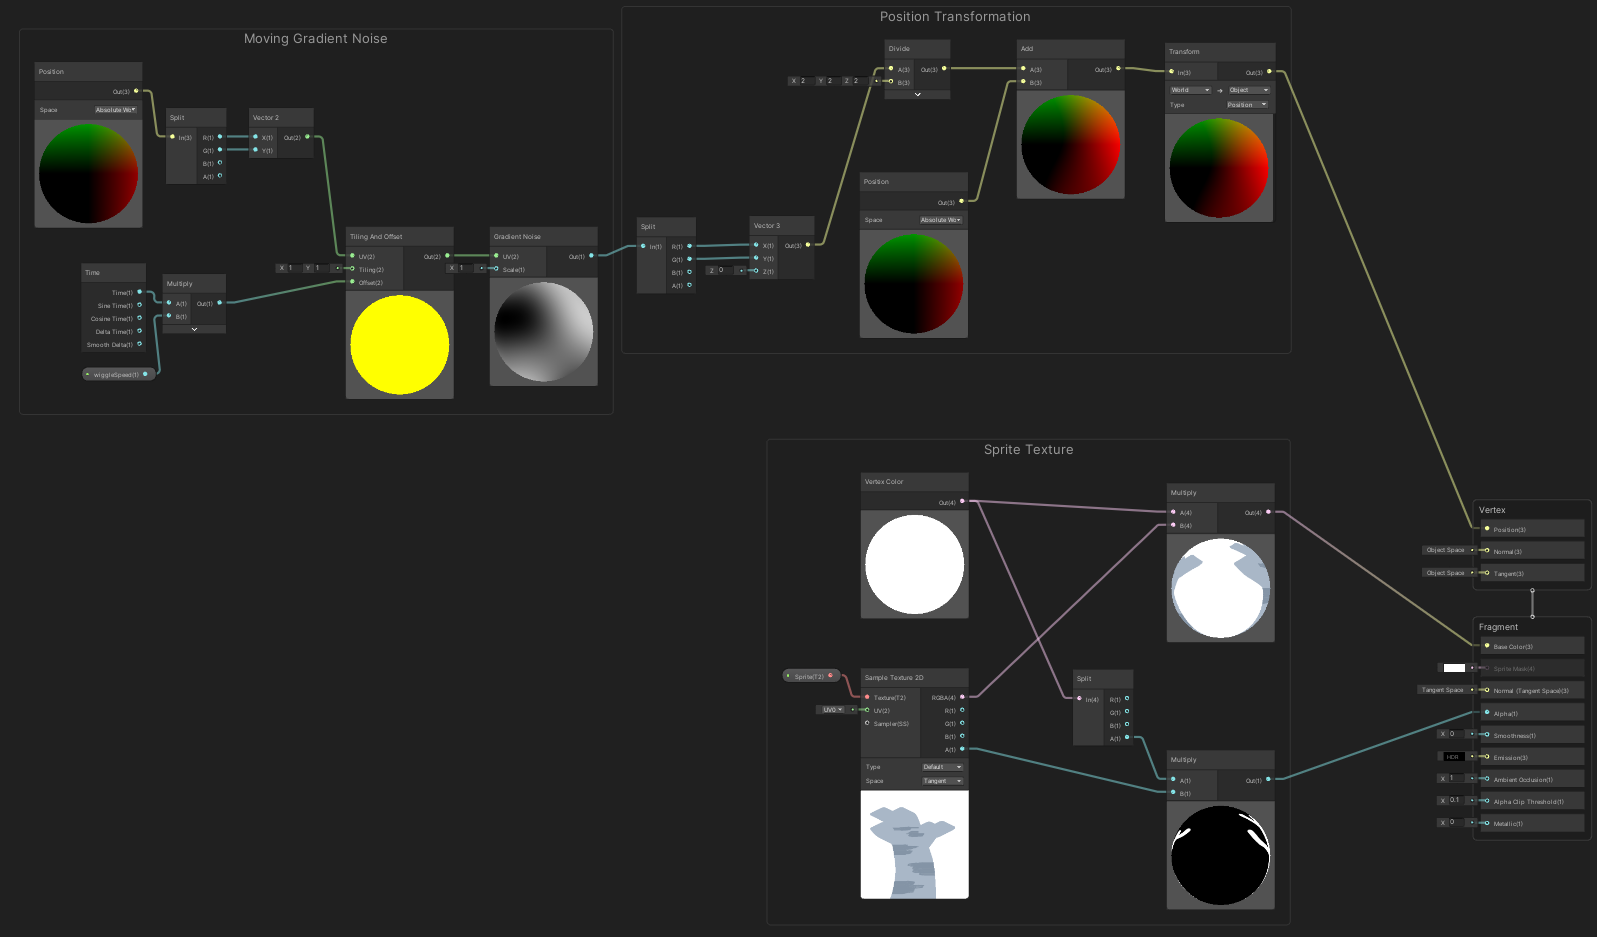 Moving Gradient Noise
Position
Out(3)
Space Absolute Wo
Split
In(3) R(1)
G(1)
B(1)
A(1)
Vector 2
X(1) Out(2)
Y(1)
Time
Time(1)
Sine Time(1)
Cosine Time(1)
Delta Time(1)
Smooth Delta(1)
wiggleSpeed(1)
Multiply
A(1) Out(1)
B(1)
Tiling And Offset
UV(2) Out(2)
X 1 Y 1 Tiling(2)
Offset(2)
Gradient Noise
UV(2) Out(1)
X 1 Scale(1)
Position Transformation
Split
In(1) R(1)
G(1)
B(1)
A(1)
Vector 3
X(1) Out(3)
Y(1)
Z 0 Z(1)
Divide
A(3) Out(3)
X 2 Y 2 Z 2 B(3)
Position
Out(3)
Space Absolute Wo
Add
A(3) Out(3)
B(3)
Transform
In(3) Out(3)
World Object
Type Position
Sprite Texture
Vertex Color
Out(4)
Multiply
A(4) Out(4)
B(4)
Sprite(T2)
Sample Texture 2D
Texture(T2) RGBA(4)
UV0 UV(2) R(1)
Sampler(SS) G(1)
B(1)
A(1)
Type Default
Space Tangent
Split
In(4) R(1)
G(1)
B(1)
A(1)
Multiply
A(1) Out(1)
B(1)
Vertex
Position(3)
Object Space Normal(3)
Object Space Tangent(3)
Fragment
Base Color(3)
Sprite Mask(4)
Tangent Space Normal (Tangent Space)(3)
Alpha(1)
X 0 Smoothness(1)
HDR Emission(3)
X 1 Ambient Occlusion(1)
X 0.1 Alpha Clip Threshold(1)
X 0 Metallic(1)